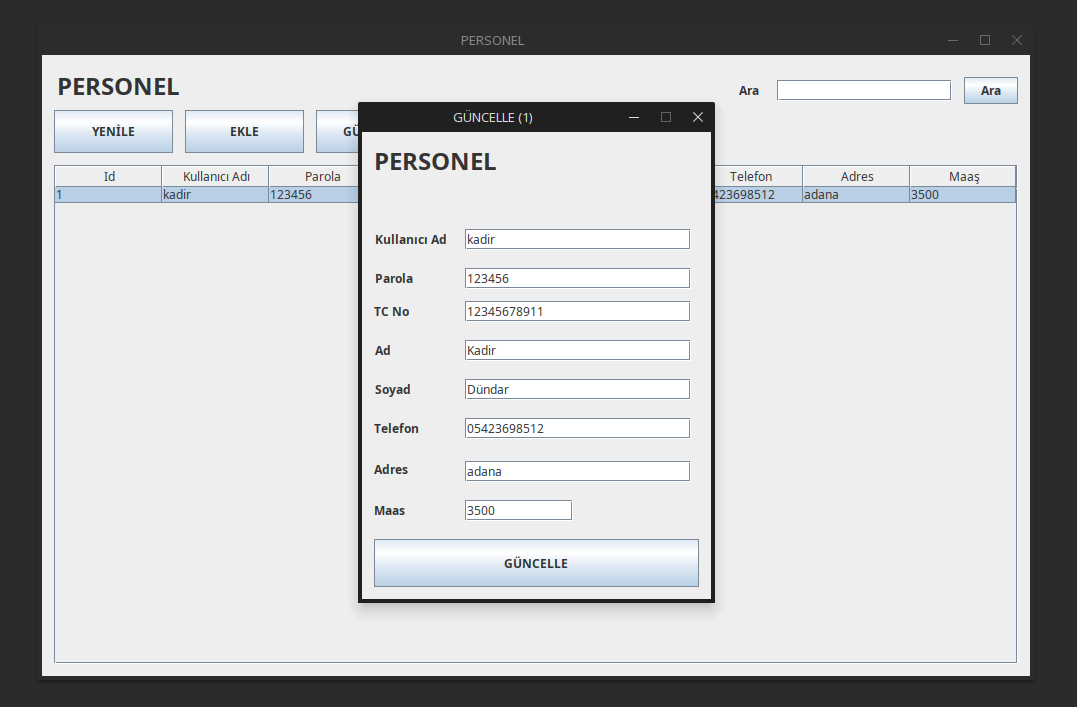 PERSONEL
PERSONEL
Ara
Ara
YENİLE
EKLE
GÜ
Id
Kullanıcı Adı
Parola
Telefon
Adres
Maaş
1
kadir
123456
423698512
adana
3500
GÜNCELLE (1)
PERSONEL
Kullanıcı Ad
kadir
Parola
123456
TC No
12345678911
Ad
Kadir
Soyad
Dündar
Telefon
05423698512
Adres
adana
Maas
3500
GÜNCELLE